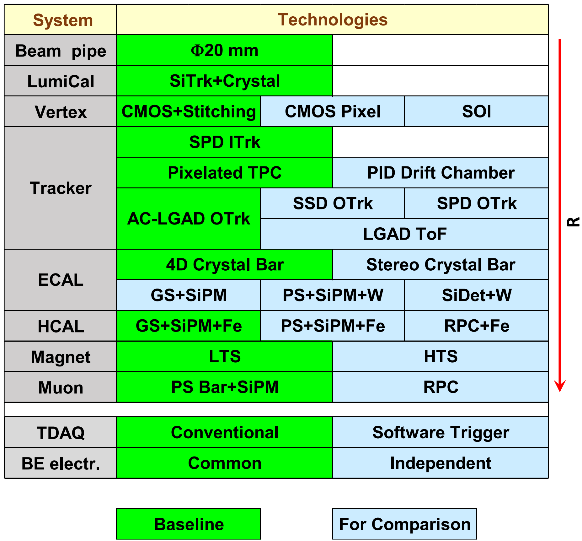 System Technologies
Beam pipe Φ20 mm
LumiCal SiTrk+Crystal
Vertex CMOS+Stitching CMOS Pixel SOI
Tracker
SPD ITrk
Pixelated TPC PID Drift Chamber
AC-LGAD OTrk SSD OTrk SPD OTrk
LGAD ToF
ECAL
4D Crystal Bar Stereo Crystal Bar
GS+SiPM PS+SiPM+W SiDet+W
HCAL GS+SiPM+Fe PS+SiPM+Fe RPC+Fe
Magnet LTS HTS
Muon PS Bar+SiPM RPC
R
TDAQ Conventional Software Trigger
BE electr. Common Independent
Baseline For Comparison